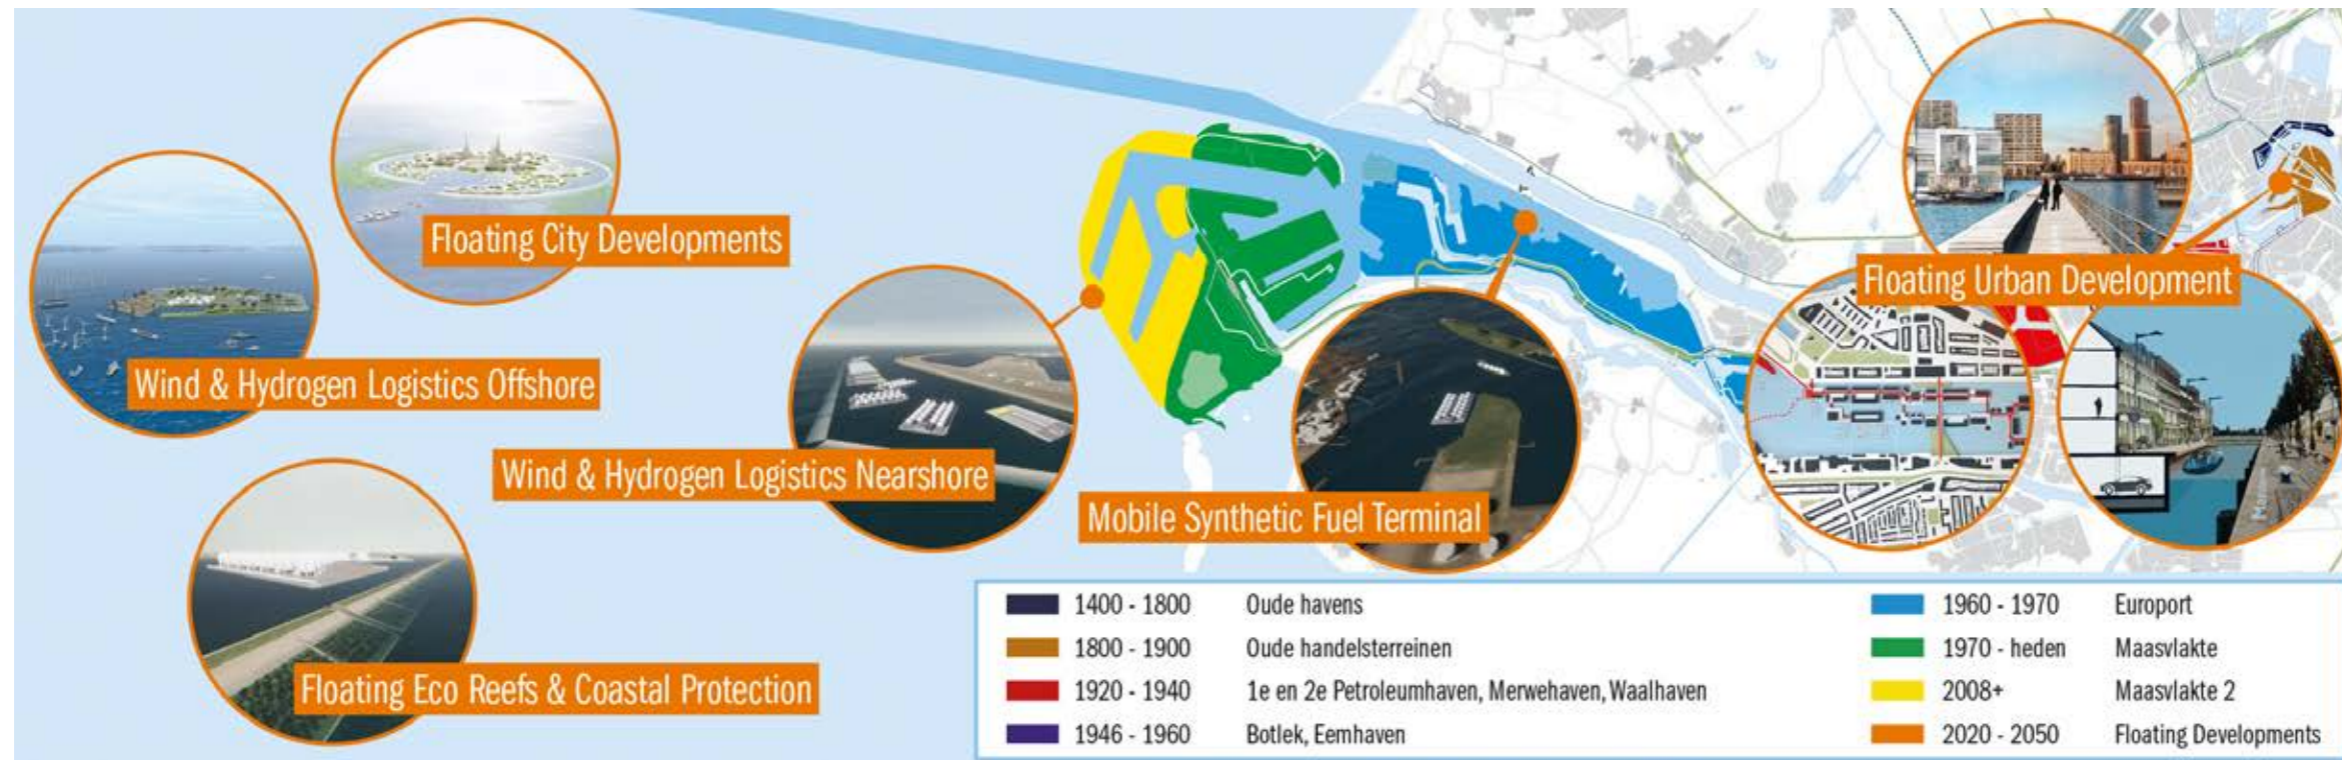 Floating City Developments
Wind & Hydrogen Logistics Offshore
Wind & Hydrogen Logistics Nearshore
Floating Eco Reefs & Coastal Protection
Mobile Synthetic Fuel Terminal
Floating Urban Development
1400 - 1800 Oude havens
1800 - 1900 Oude handelsterreinen
1920 - 1940 1e en 2e Petroleumhaven, Merwehaven, Waalhaven
1946 - 1960 Botlek, Eemhaven
1960 - 1970 Europort
1970 - heden Maasvlakte
2008+ Maasvlakte 2
2020 - 2050 Floating Developments